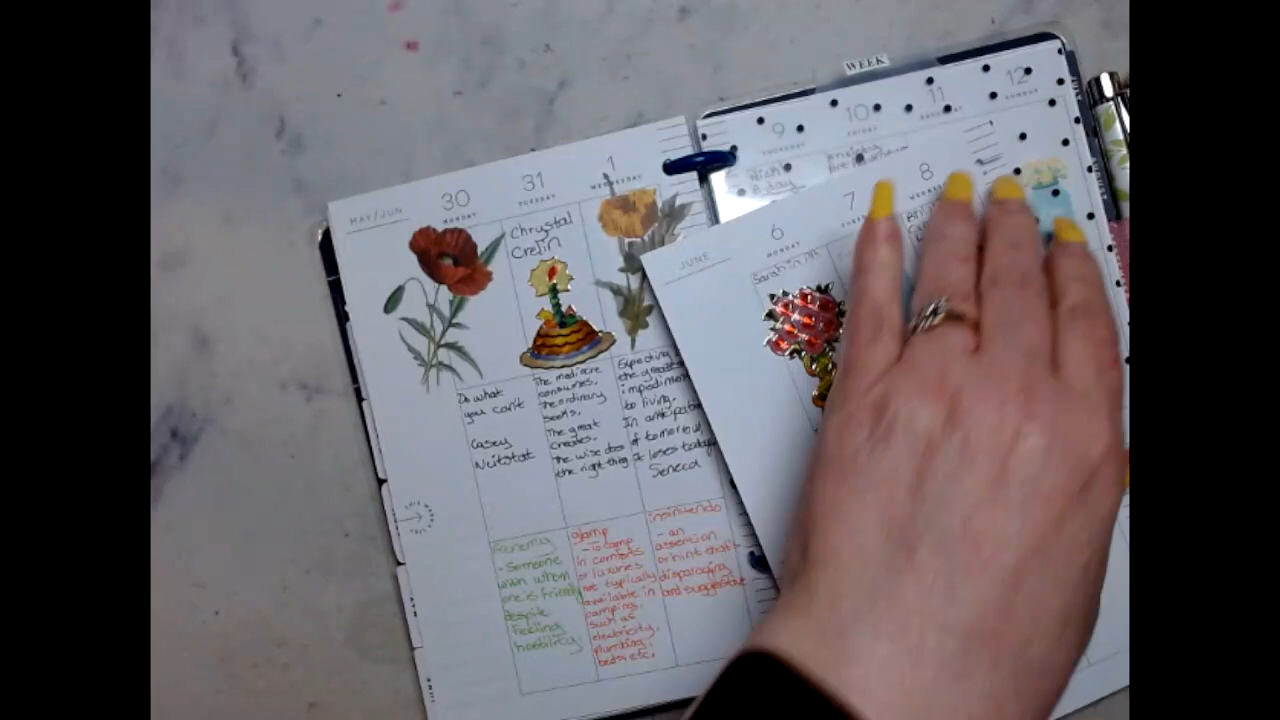 WEEK
MAY/JUN
30
MONDAY
31
TUESDAY
1
WEDNESDAY
Chrystal
Crelin
Do what
you can't
Casey
Neistat
The mediocre
consumes,
the ordinary
seeks,
The great
creates.
the wise does
the right thing
Expecting is
the greatest
impediment
to living.
In anticipation
of tomorrow,
it loses today
Seneca
frenemy
- Someone
with whom
one is friendly
despite
feeling
hostility
glamp
- to camp
in comforts
or luxuries
not typically
available in
camping,
such as
electricity,
plumbing,
beds, etc.
insinuendo
- an
assertion
or hint that's
disparaging
and suggestive
JUNE
6
MONDAY
7
8
Sarah in
9
THURSDAY
10
FRIDAY
11
SATURDAY
12
SUNDAY
anxiety